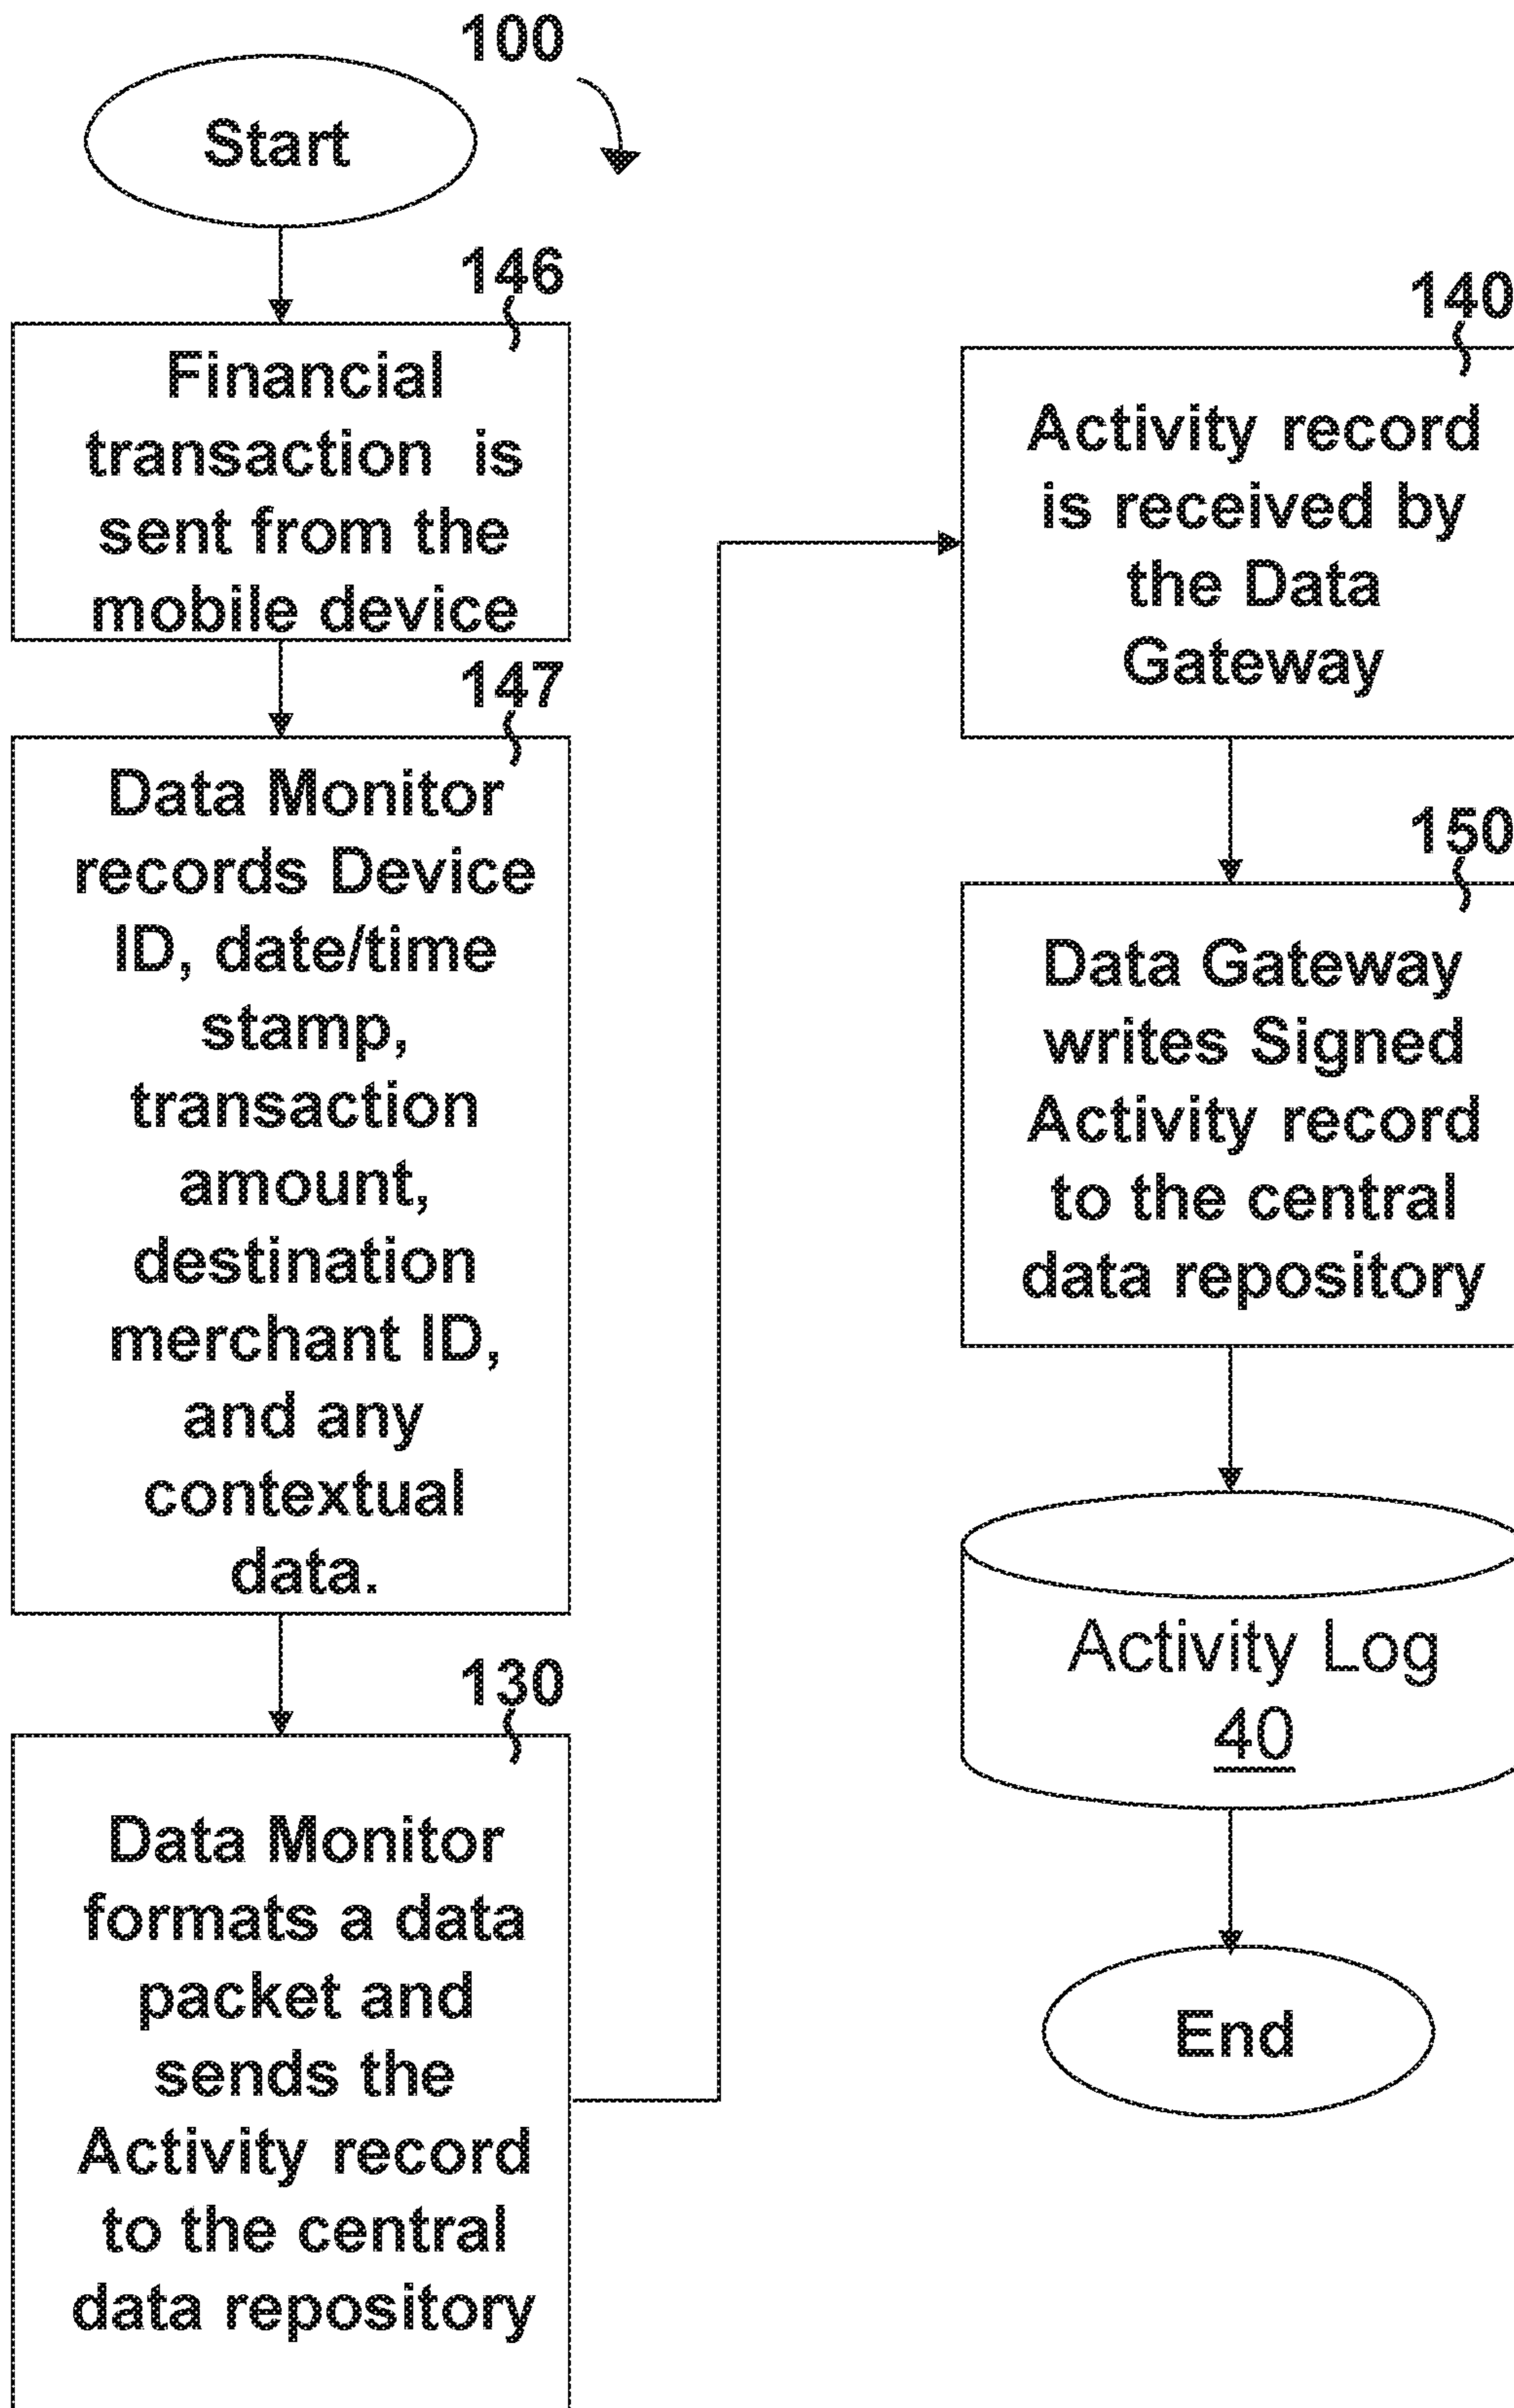 100
Start
146
Financial
transaction is
sent from the
mobile device
147
Data Monitor
records Device
ID, date/time
stamp,
transaction
amount,
destination
merchant ID,
and any
contextual
data.
130
Data Monitor
formats a data
packet and
sends the
Activity record
to the central
data repository
140
Activity record
is received by
the Data
Gateway
150
Data Gateway
writes Signed
Activity record
to the central
data repository
Activity Log
40
End